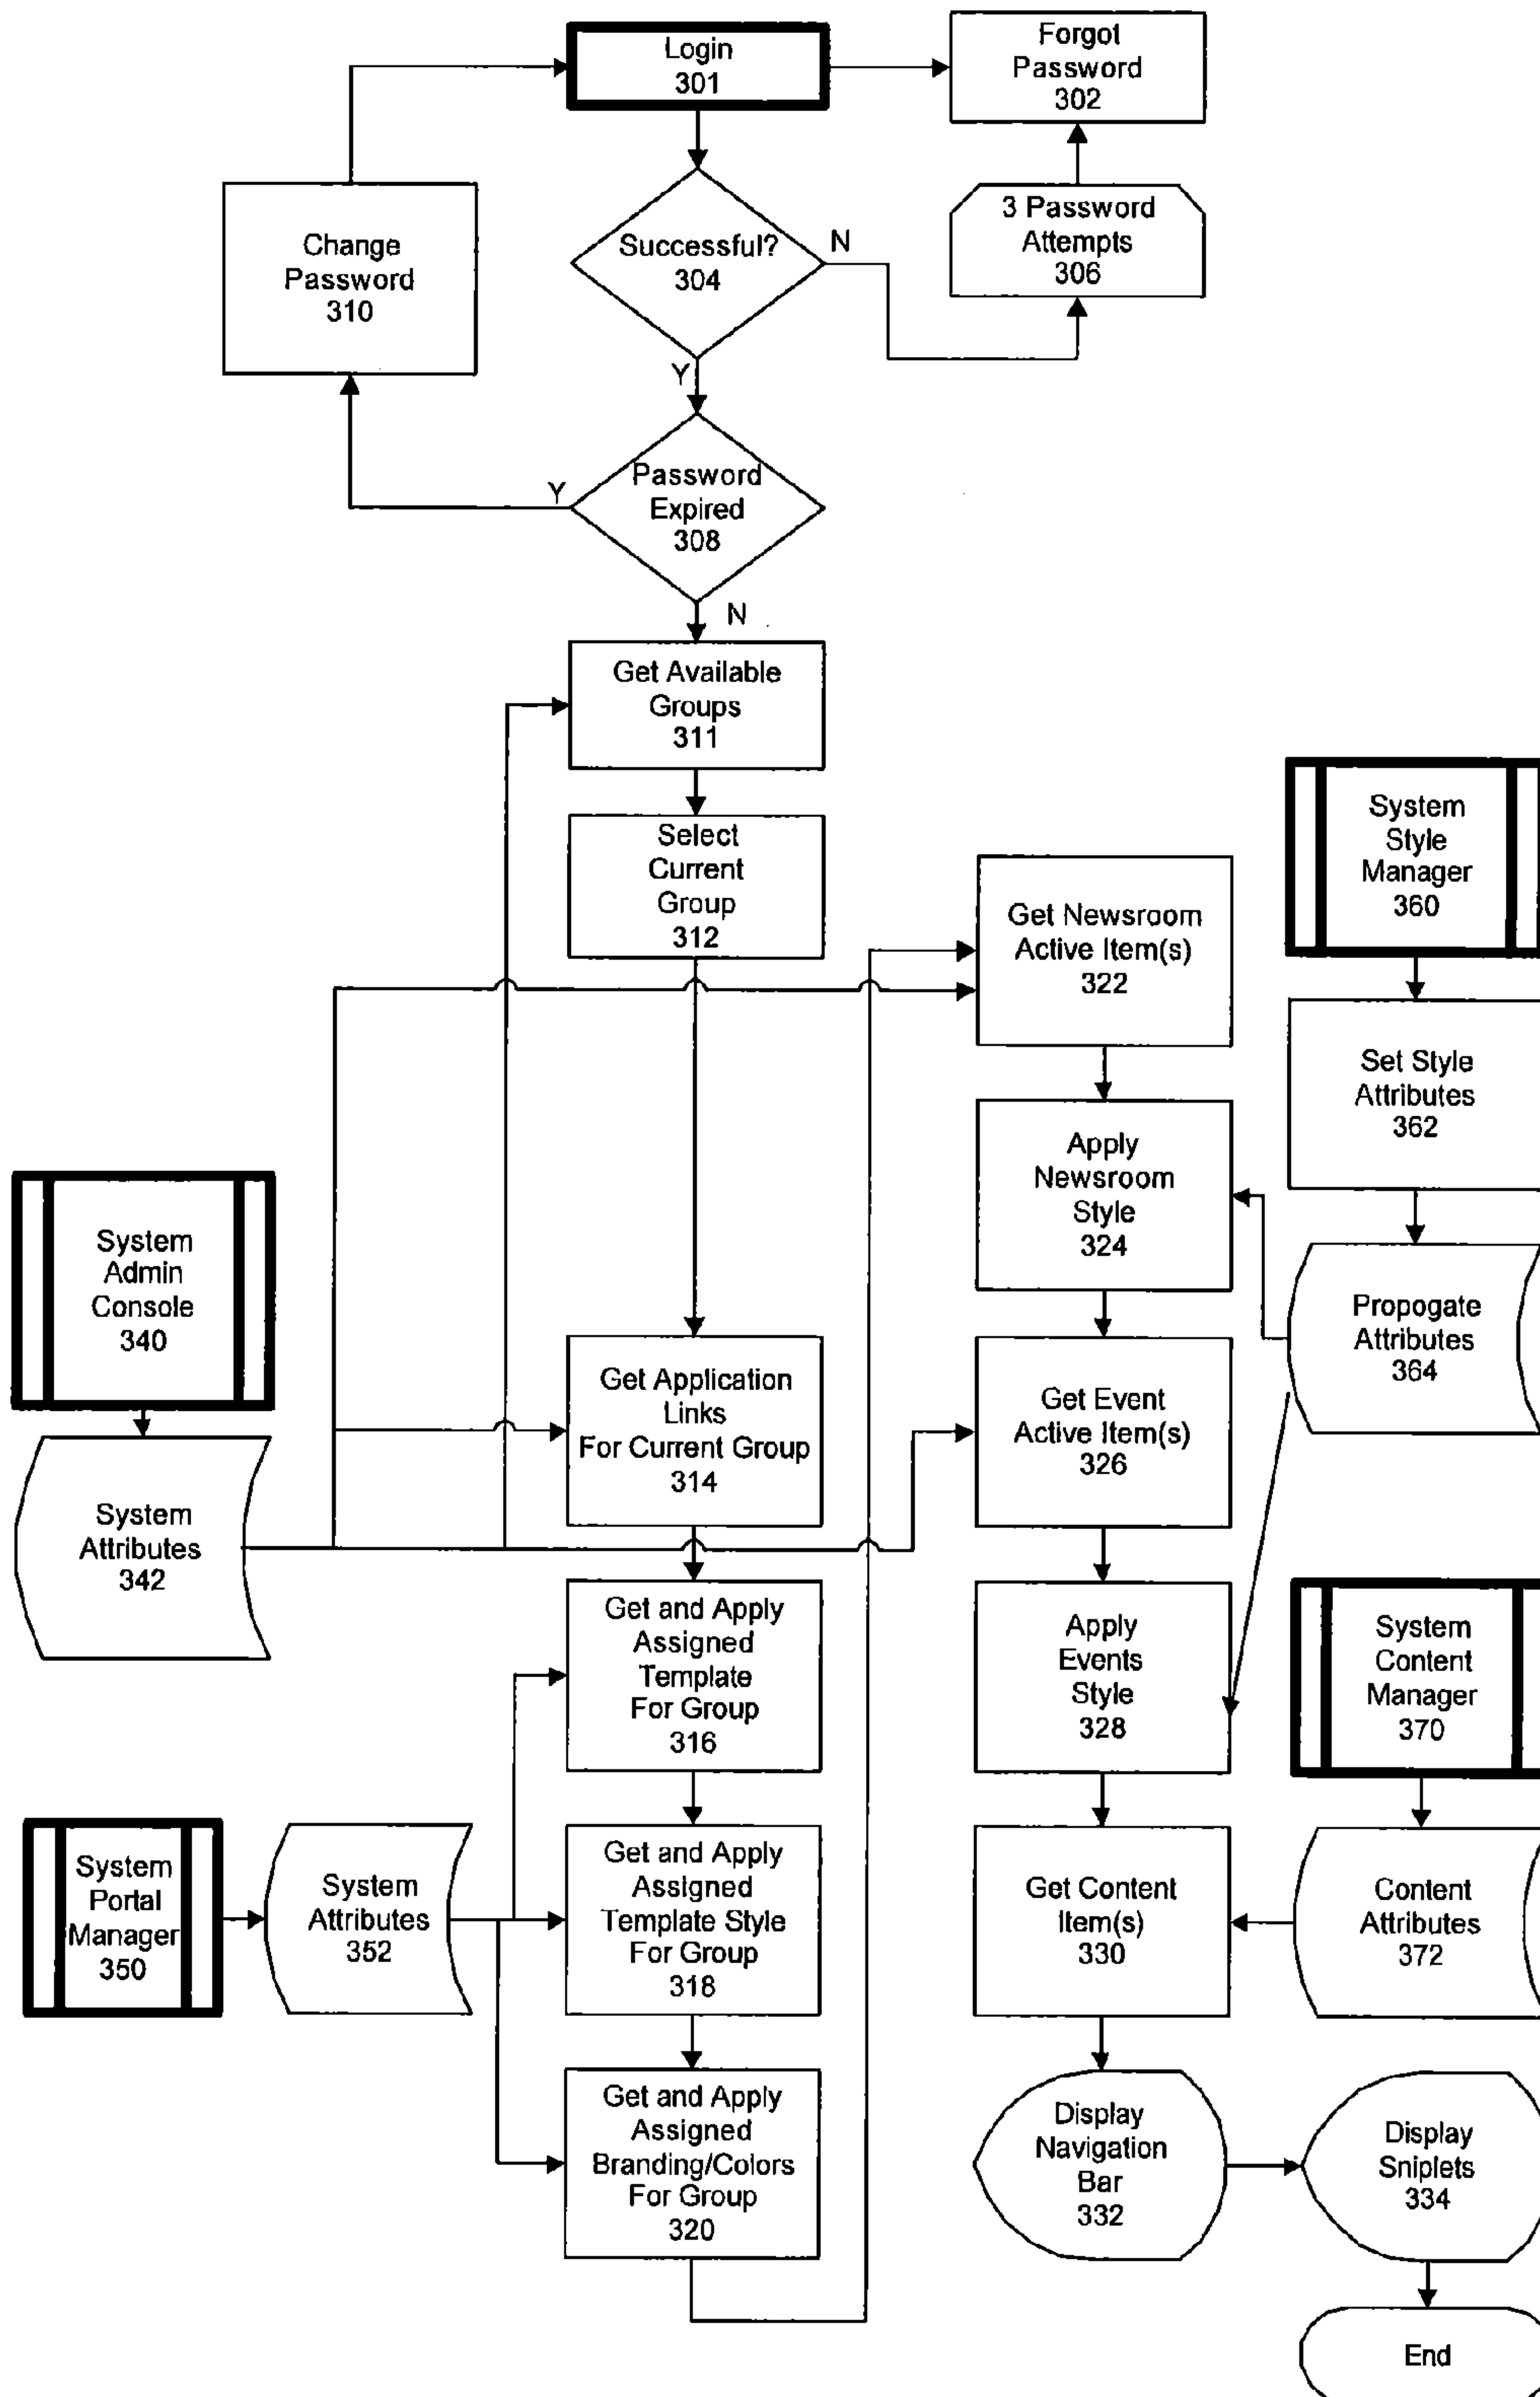 Login
301
Forgot
Password
302
Change
Password
310
Successful?
304
N
3 Password
Attempts
306
Y
Password
Expired
308
Y
N
Get Available
Groups
311
Select
Current
Group
312
Get Newsroom
Active Item(s)
322
System
Style
Manager
360
Set Style
Attributes
362
Apply
Newsroom
Style
324
System
Admin
Console
340
Propogate
Attributes
364
Get Application
Links
For Current Group
314
Get Event
Active Item(s)
326
System
Attributes
342
Get and Apply
Assigned
Template
For Group
316
Apply
Events
Style
328
System
Content
Manager
370
System
Portal
Manager
350
System
Attributes
352
Get and Apply
Assigned
Template Style
For Group
318
Get Content
Item(s)
330
Content
Attributes
372
Get and Apply
Assigned
Branding/Colors
For Group
320
Display
Navigation
Bar
332
Display
Sniplets
334
End